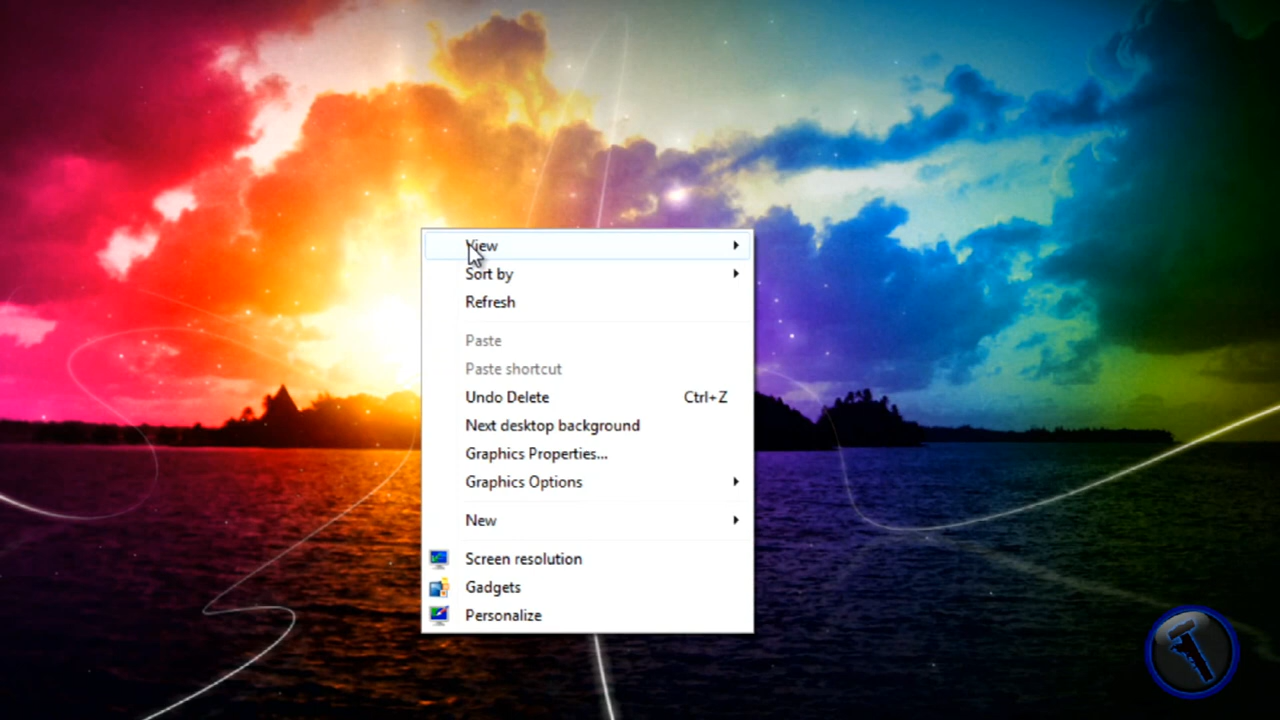 View
Sort by
Refresh
Paste
Paste shortcut
Undo Delete Ctrl+Z
Next desktop background
Graphics Properties...
Graphics Options
New
Screen resolution
Gadgets
Personalize